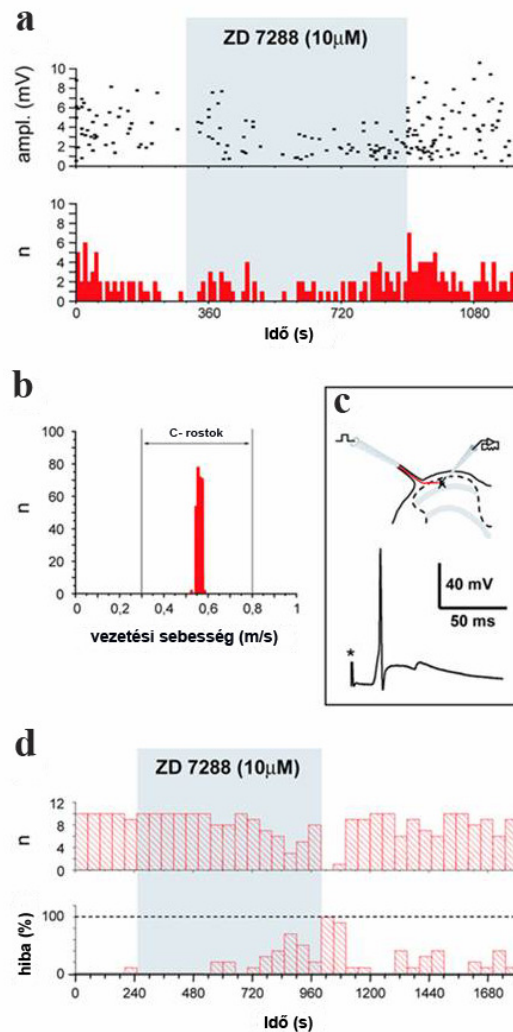 a
ZD 7288 (10μM)
ampl. (mV)
10
8
6
4
2
0
n
10
8
6
4
2
0
0 360 720 1080
Idő (s)
b
C- rostok
n
100
80
60
40
20
0
0 0,2 0,4 0,6 0,8 1
vezetési sebesség (m/s)
c
40 mV
50 ms
*
d
ZD 7288 (10μM)
n
12
8
4
0
hiba (%)
100
0
0 240 480 720 960 1200 1440 1680
Idő (s)